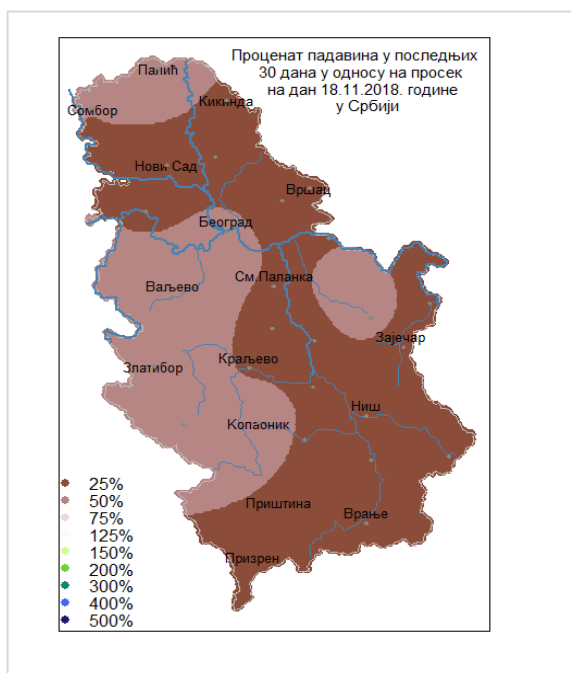 Проценат падавина у последњих
30 дана у односу на просек
на дан 18.11.2018. године
у Србији
Палић
Кикинда
Сомбор
Нови Сад
Вршац
Београд
См.Паланка
Ваљево
Зајечар
Златибор
Краљево
Ниш
Копаоник
Приштина
Врање
Призрен
25%
50%
75%
125%
150%
200%
300%
400%
500%